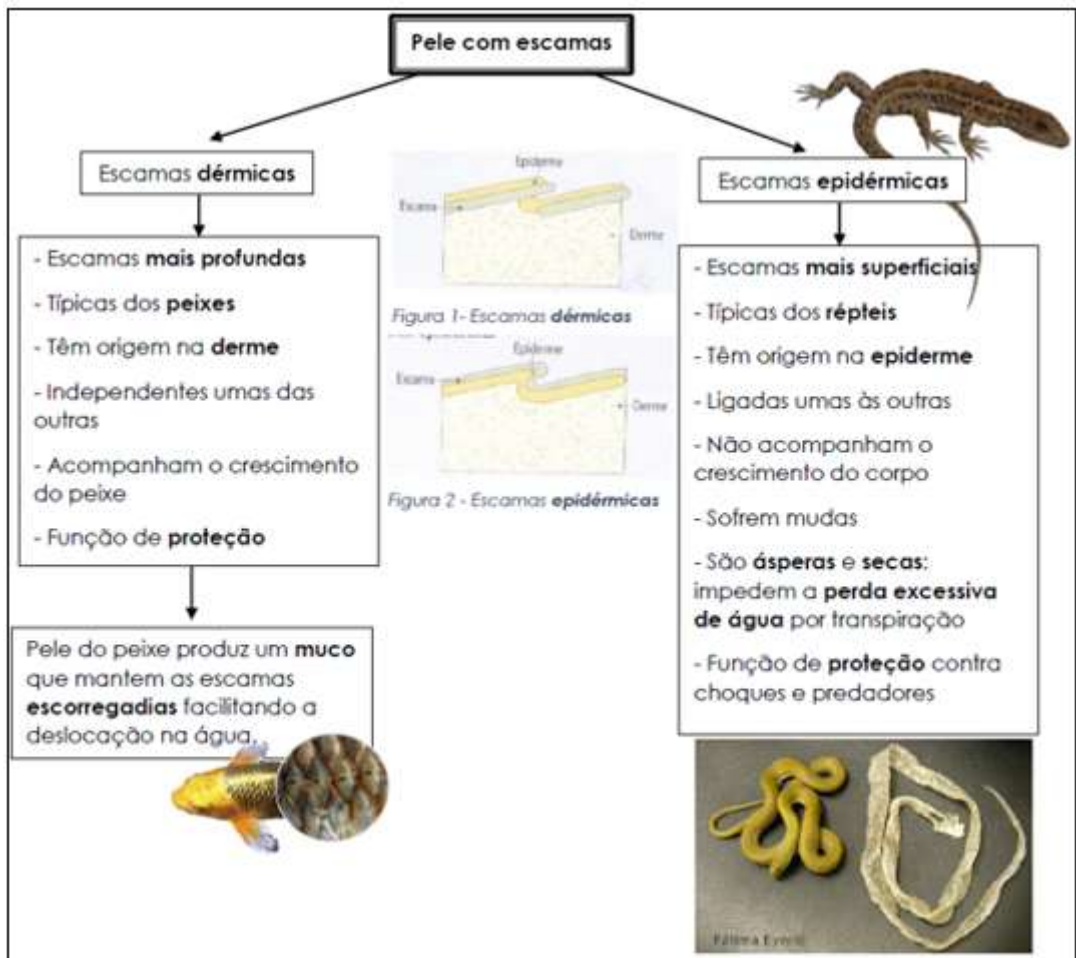 Pele com escamas
Escamas dérmicas
- Escamas mais profundas
- Típicas dos peixes
- Têm origem na derme
- Independentes umas das
outras
- Acompanham o crescimento
do peixe
- Função de proteção
Pele do peixe produz um muco
que mantem as escamas
escorregadias facilitando a
deslocação na água.
Epiderme
Escama
Derme
Figura 1- Escamas dérmicas
Epiderme
Escama
Derme
Figura 2 - Escamas epidérmicas
Escamas epidérmicas
- Escamas mais superficiais
- Típicas dos répteis
- Têm origem na epiderme
- Ligadas umas às outras
- Não acompanham o
crescimento do corpo
- Sofrem mudas
- São ásperas e secas:
impedem a perda excessiva
de água por transpiração
- Função de proteção contra
choques e predadores